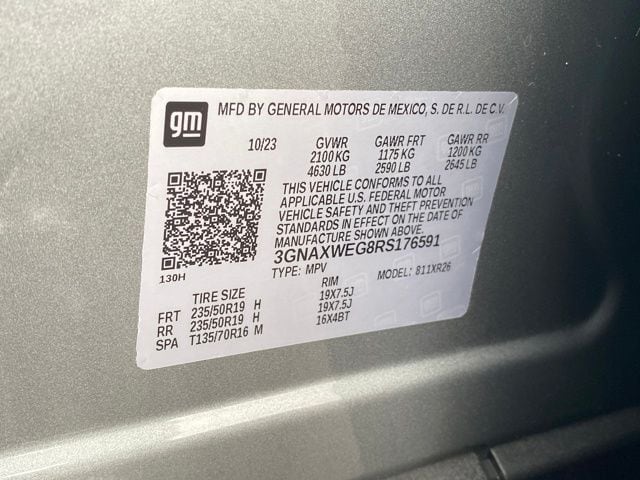 gm
MFD BY GENERAL MOTORS DE MEXICO, S. DE R.L. DE C.V.
10/23 GVWR GAWR FRT GAWR RR
2100 KG 1175 KG 1200 KG
4630 LB 2590 LB 2645 LB
THIS VEHICLE CONFORMS TO ALL
APPLICABLE U.S. FEDERAL MOTOR
VEHICLE SAFETY AND THEFT PREVENTION
STANDARDS IN EFFECT ON THE DATE OF
MANUFACTURE SHOWN ABOVE.
3GNAXWEG8RS176591
130H
TYPE: MPV MODEL: 811XR26
TIRE SIZE RIM
FRT 235/50R19 H 19X7.5J
RR 235/50R19 H 19X7.5J
SPA T135/70R16 M 16X4BT